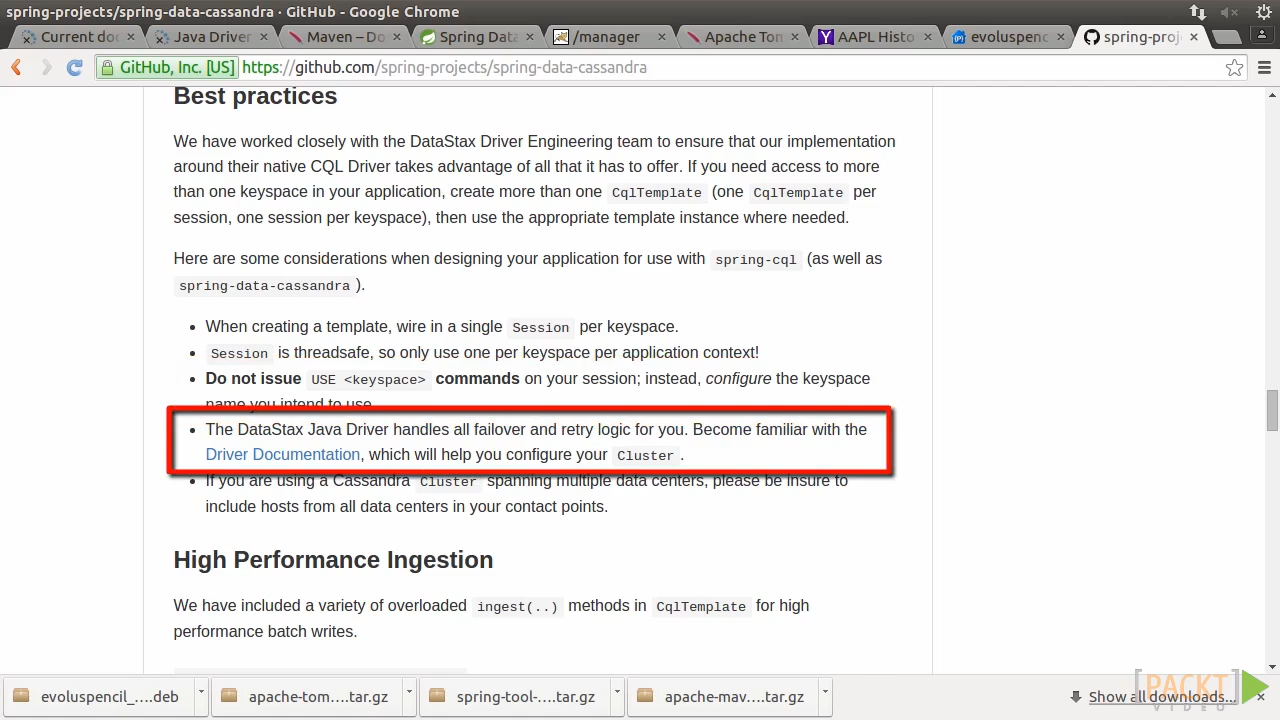 spring-projects/spring-data-cassandra · GitHub - Google Chrome
Current doc
Java Driver
Maven – Do
Spring Data
/manager
Apache Tom
AAPL Histo
evoluspenc
spring-proj
GitHub, Inc. [US] https://github.com/spring-projects/spring-data-cassandra
Best practices
We have worked closely with the DataStax Driver Engineering team to ensure that our implementation
around their native CQL Driver takes advantage of all that it has to offer. If you need access to more
than one keyspace in your application, create more than one CqlTemplate (one CqlTemplate per
session, one session per keyspace), then use the appropriate template instance where needed.
Here are some considerations when designing your application for use with spring-cql (as well as
spring-data-cassandra ).
• When creating a template, wire in a single Session per keyspace.
• Session is threadsafe, so only use one per keyspace per application context!
• Do not issue USE <keyspace> commands on your session; instead, configure the keyspace
name you intend to use.
• The DataStax Java Driver handles all failover and retry logic for you. Become familiar with the
Driver Documentation, which will help you configure your Cluster .
• If you are using a Cassandra Cluster spanning multiple data centers, please be insure to
include hosts from all data centers in your contact points.
High Performance Ingestion
We have included a variety of overloaded ingest(..) methods in CqlTemplate for high
performance batch writes.
evoluspencil_....deb
apache-tom....tar.gz
spring-tool-....tar.gz
apache-mav....tar.gz
Show all downloads...
[PACKT]
VIDEO